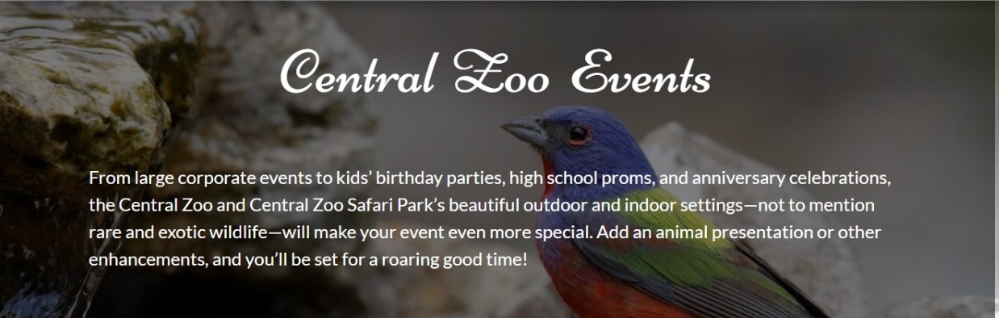 Central Zoo Events
From large corporate events to kids’ birthday parties, high school proms, and anniversary celebrations,
the Central Zoo and Central Zoo Safari Park’s beautiful outdoor and indoor settings—not to mention
rare and exotic wildlife—will make your event even more special. Add an animal presentation or other
enhancements, and you’ll be set for a roaring good time!